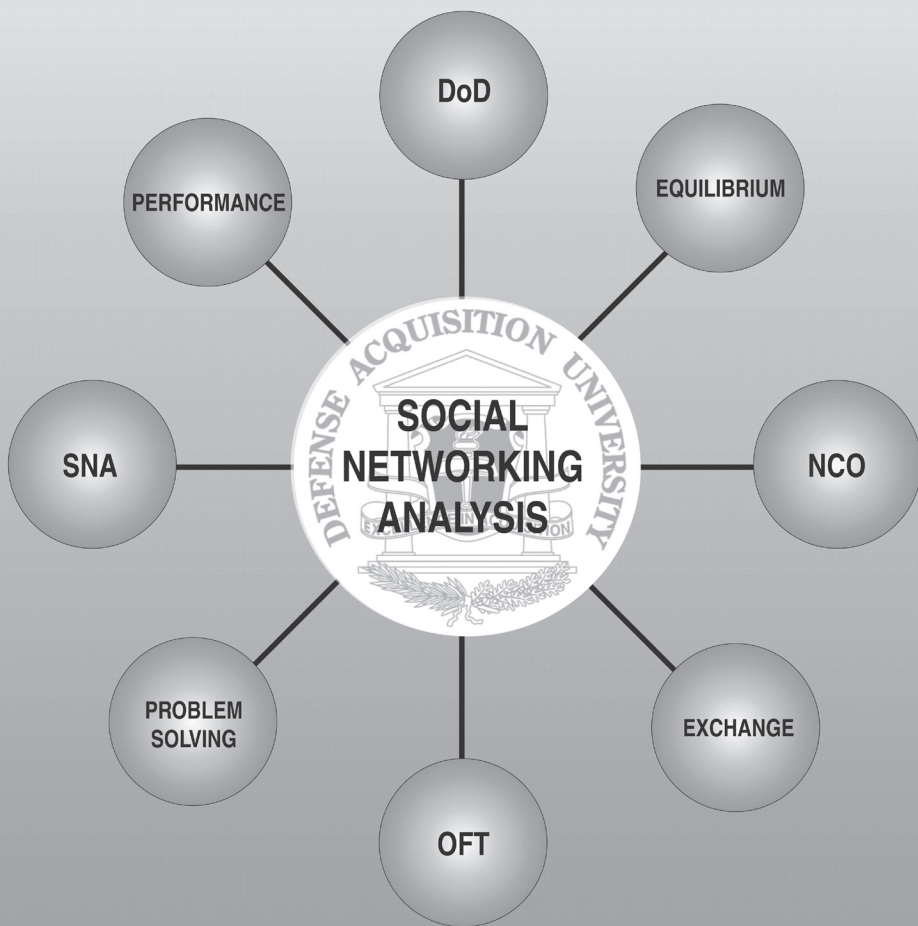 DoD
EQUILIBRIUM
PERFORMANCE
DEFENSE ACQUISITION UNIVERSITY
SOCIAL
NETWORKING
ANALYSIS
SNA
NCO
PROBLEM
SOLVING
EXCHANGE
OFT